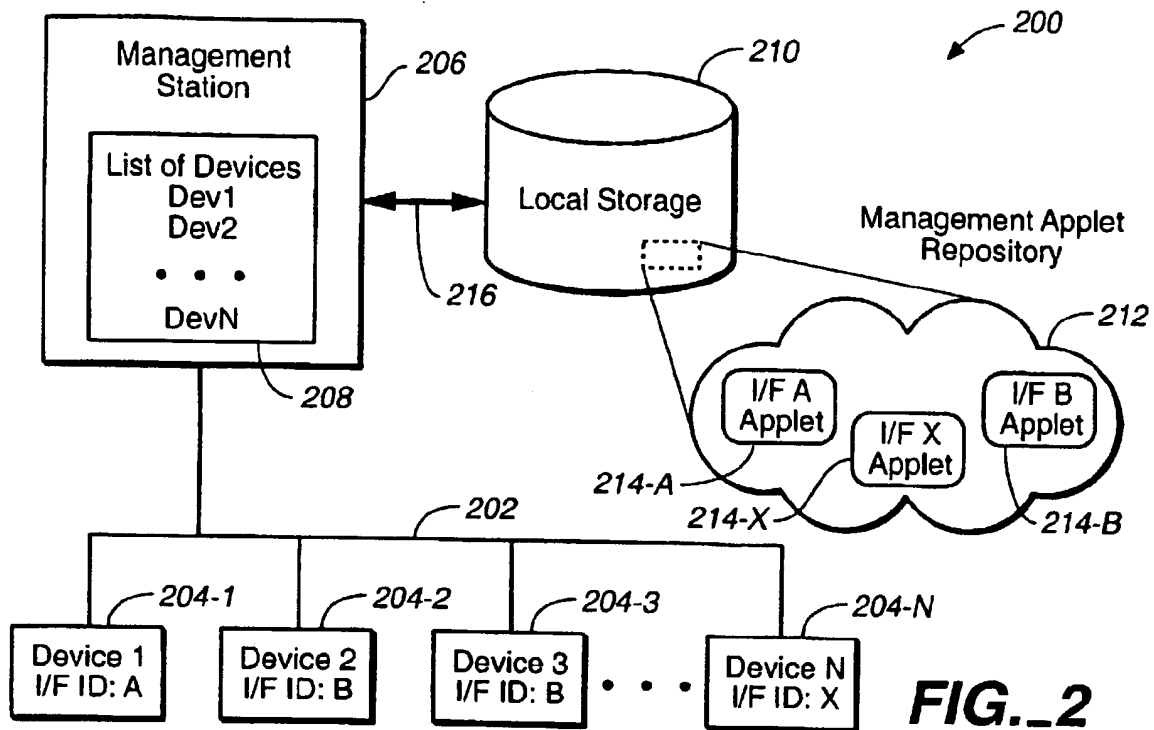 200
Management
Station
206
List of Devices
Dev1
Dev2
• • •
DevN
208
216
210
Local Storage
Management Applet
Repository
212
I/F A
Applet
I/F X
Applet
I/F B
Applet
214-A
214-X
214-B
202
204-1
204-2
204-3
204-N
Device 1
I/F ID: A
Device 2
I/F ID: B
Device 3
I/F ID: B
• • •
Device N
I/F ID: X
FIG._2